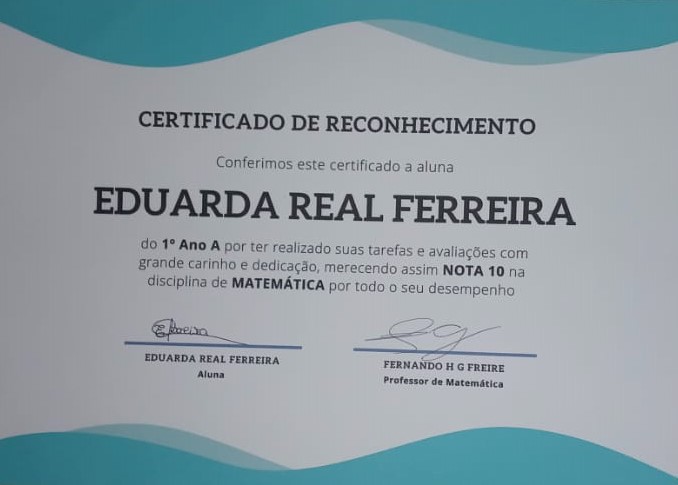 CERTIFICADO DE RECONHECIMENTO
Conferimos este certificado a aluna
EDUARDA REAL FERREIRA
do 1º Ano A por ter realizado suas tarefas e avaliações com
grande carinho e dedicação, merecendo assim NOTA 10 na
disciplina de MATEMÁTICA por todo o seu desempenho
EDUARDA REAL FERREIRA
Aluna
FERNANDO H G FREIRE
Professor de Matemática